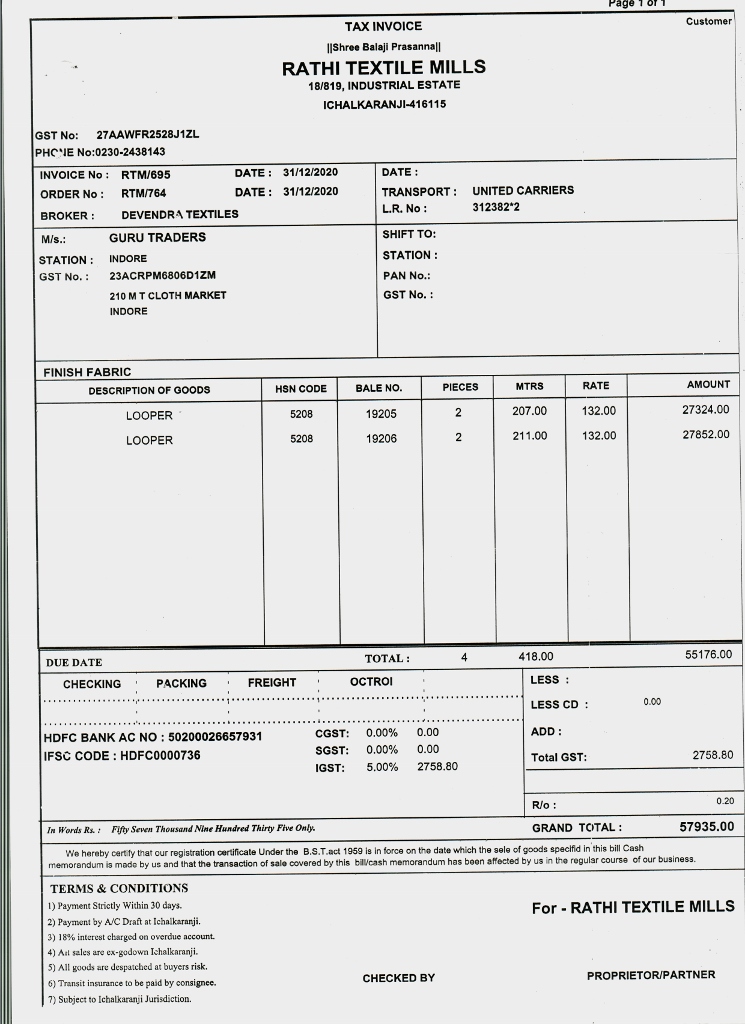 Page 1 of 1
Customer
TAX INVOICE
||Shree Balaji Prasanna||
RATHI TEXTILE MILLS
18/819, INDUSTRIAL ESTATE
ICHALKARANJI-416115
GST No: 27AAWFR2528J1ZL
PHONE No:0230-2438143
INVOICE No : RTM/695 DATE : 31/12/2020
ORDER No : RTM/764 DATE : 31/12/2020
BROKER : DEVENDRA TEXTILES
DATE :
TRANSPORT : UNITED CARRIERS
L.R. No : 312382*2
M/s.: GURU TRADERS
STATION : INDORE
GST No. : 23ACRPM6806D1ZM
210 M T CLOTH MARKET
INDORE
SHIFT TO:
STATION :
PAN No.:
GST No. :
FINISH FABRIC
DESCRIPTION OF GOODS HSN CODE BALE NO. PIECES MTRS RATE AMOUNT
LOOPER 5208 19205 2 207.00 132.00 27324.00
LOOPER 5208 19206 2 211.00 132.00 27852.00
DUE DATE TOTAL : 4 418.00 55176.00
CHECKING PACKING FREIGHT OCTROI
HDFC BANK AC NO : 50200026657931
IFSC CODE : HDFC0000736
CGST: 0.00% 0.00
SGST: 0.00% 0.00
IGST: 5.00% 2758.80
LESS :
LESS CD : 0.00
ADD :
Total GST: 2758.80
R/o : 0.20
In Words Rs. : Fifty Seven Thousand Nine Hundred Thirty Five Only.
GRAND TOTAL : 57935.00
We hereby certify that our registration certificate Under the B.S.T.act 1959 is in force on the date which the sele of goods specifid in this bill Cash
memorandum is made by us and that the transaction of sale covered by this bill/cash memorandum has been affected by us in the regular course of our business.
TERMS & CONDITIONS
1) Payment Strictly Within 30 days.
2) Payment by A/C Draft at Ichalkaranji.
3) 18% interest charged on overdue account.
4) All sales are ex-godown Ichalkaranji.
5) All goods are despatched at buyers risk.
6) Transit insurance to be paid by consignee.
7) Subject to Ichalkaranji Jurisdiction.
For - RATHI TEXTILE MILLS
CHECKED BY
PROPRIETOR/PARTNER